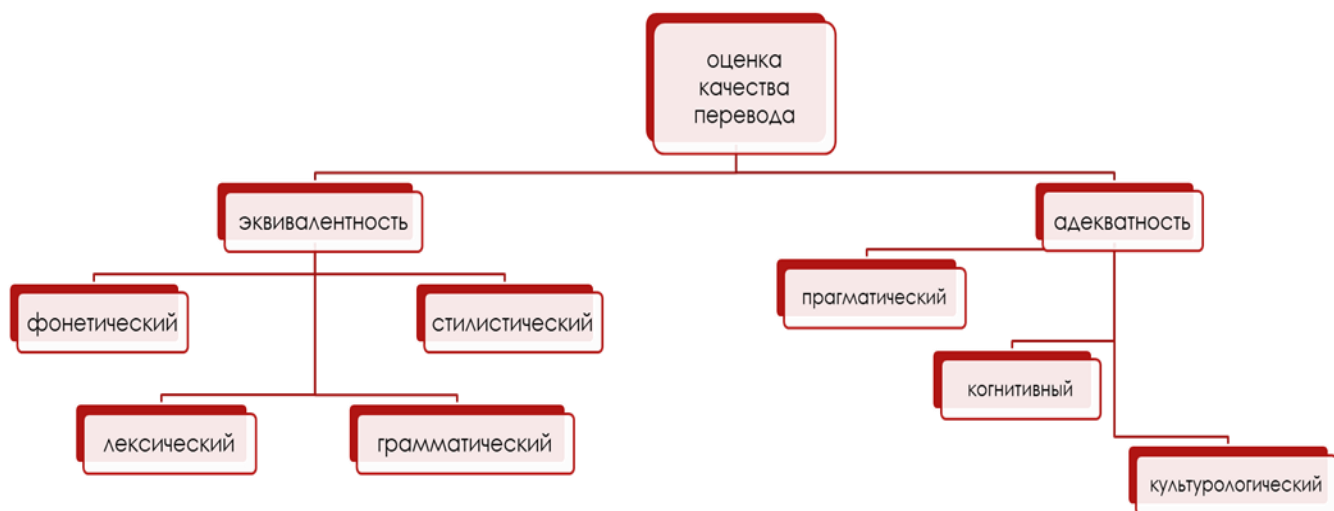 оценка
качества
перевода
эквивалентность
адекватность
фонетический
стилистический
прагматический
когнитивный
лексический
грамматический
культурологический